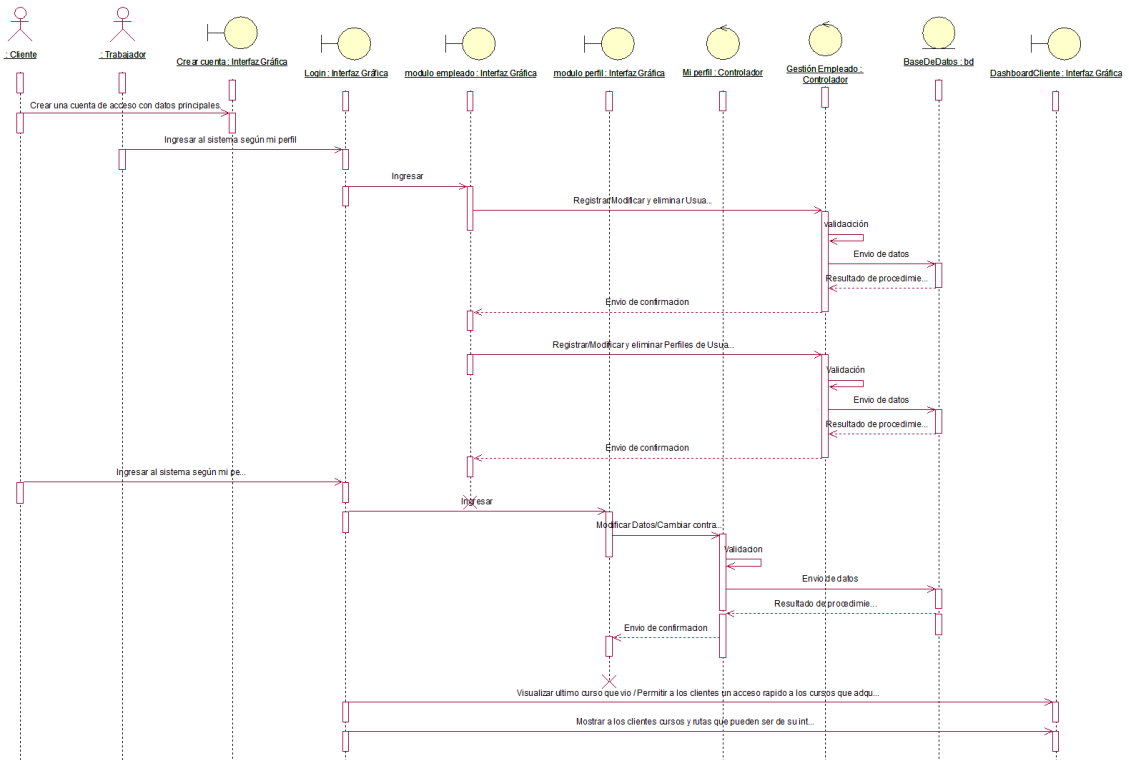 : Cliente
: Trabajador
Crear cuenta : Interfaz Gráfica
Login : Interfaz Gráfica
modulo empleado : Interfaz Gráfica
modulo perfil : Interfaz Gráfica
Mi perfil : Controlador
Gestión Empleado :
Controlador
BaseDeDatos : bd
DashboardCliente : Interfaz Gráfica
Crear una cuenta de acceso con datos principales.
Ingresar al sistema según mi perfil
Ingresar
Registrar/Modificar y eliminar Usua...
validacición
Envio de datos
Resultado de procedimie...
Envio de confirmacion
Registrar/Modificar y eliminar Perfiles de Usua...
Validación
Envio de datos
Resultado de procedimie...
Envio de confirmacion
Ingresar al sistema según mi pe...
Ingresar
Modificar Datos/Cambiar contra...
Validacion
Envio de datos
Resultado de procedimie...
Envio de confirmacion
Visualizar ultimo curso que vio / Permitir a los clientes un acceso rapido a los cursos que adqu...
Mostrar a los clientes cursos y rutas que pueden ser de su int...